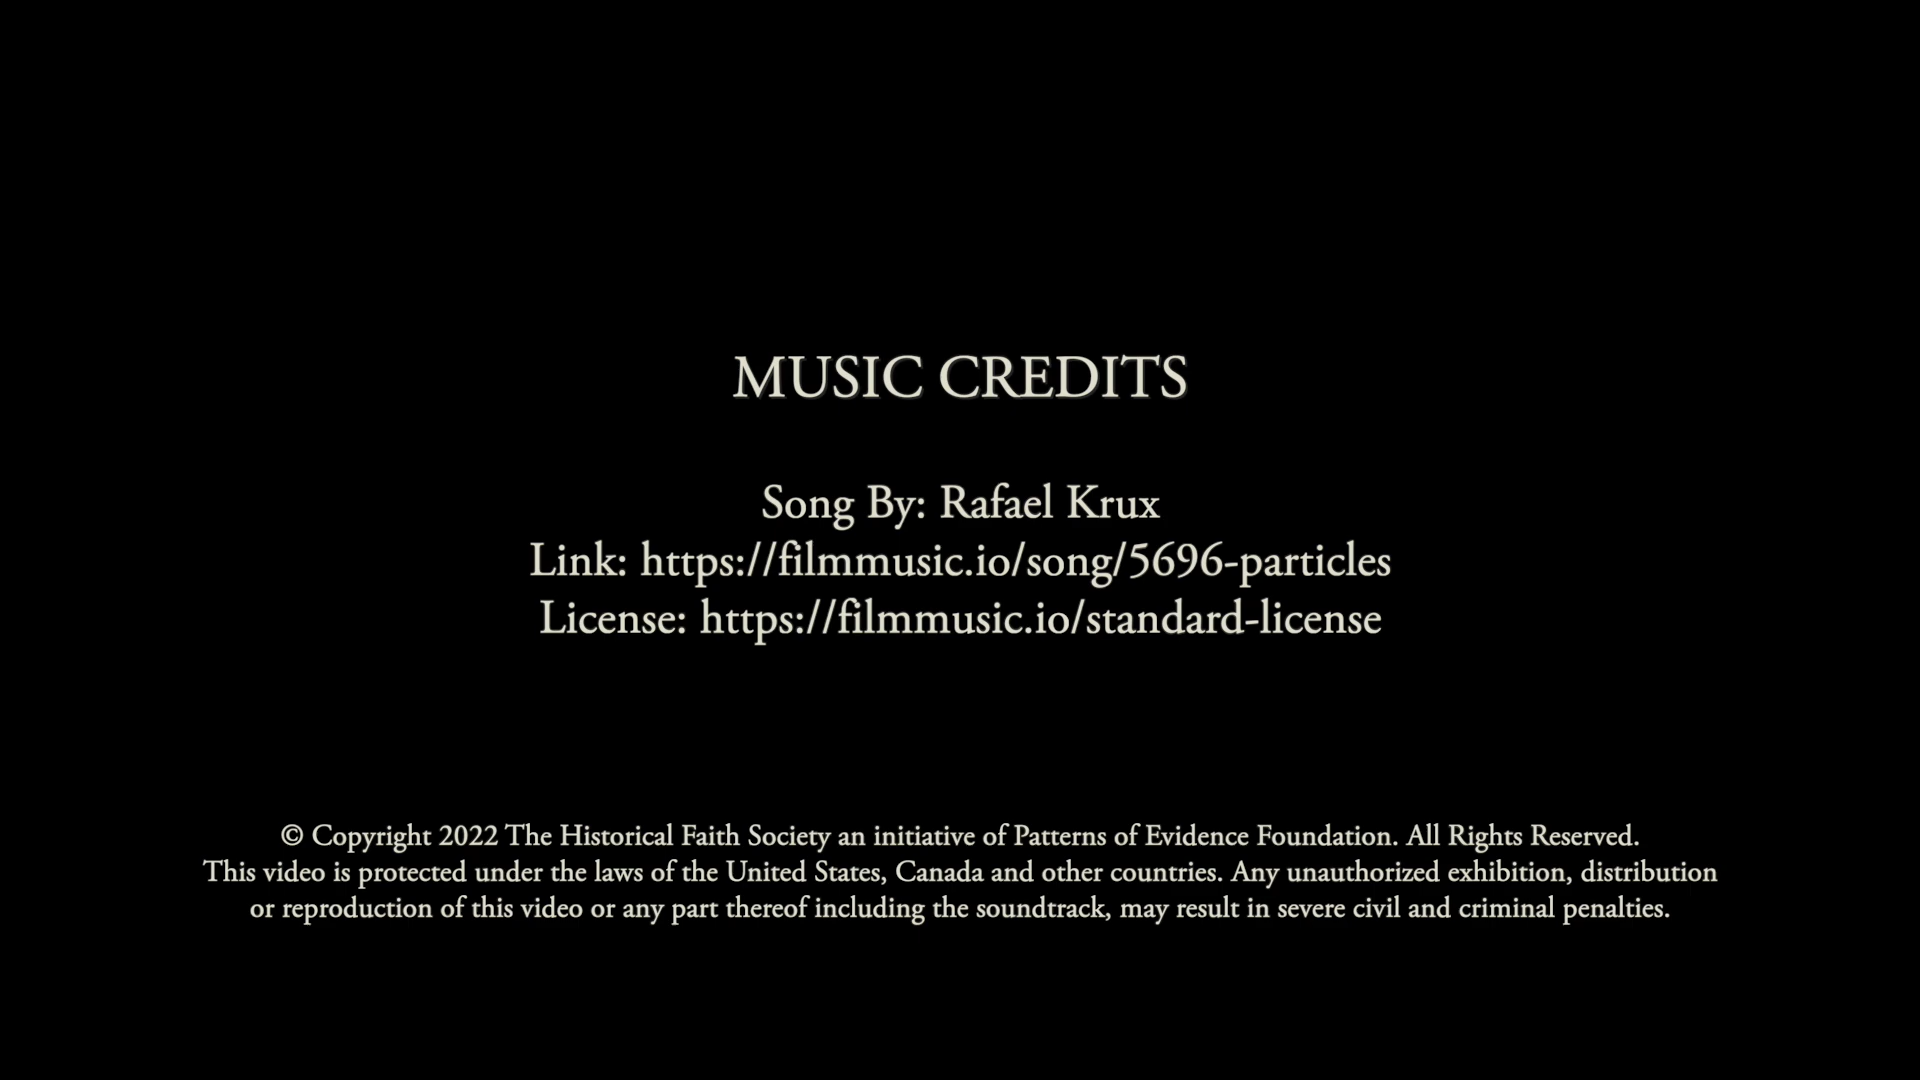 MUSIC CREDITS
Song By: Rafael Krux
Link: https://filmmusic.io/song/5696-particles
License: https://filmmusic.io/standard-license
© Copyright 2022 The Historical Faith Society an initiative of Patterns of Evidence Foundation. All Rights Reserved.
This video is protected under the laws of the United States, Canada and other countries. Any unauthorized exhibition, distribution
or reproduction of this video or any part thereof including the soundtrack, may result in severe civil and criminal penalties.